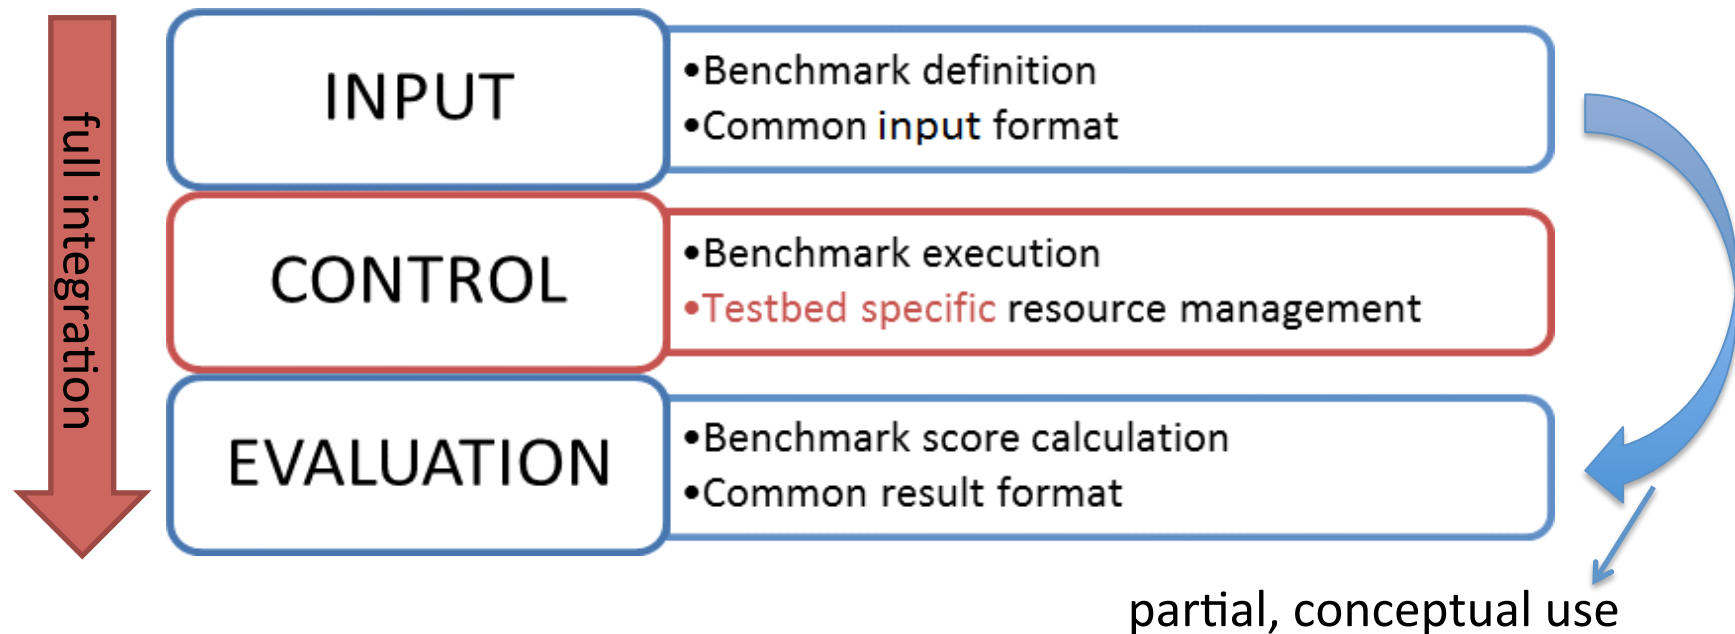 full integration
INPUT
•Benchmark definition
•Common input format
CONTROL
•Benchmark execution
•Testbed specific resource management
EVALUATION
•Benchmark score calculation
•Common result format
partial, conceptual use